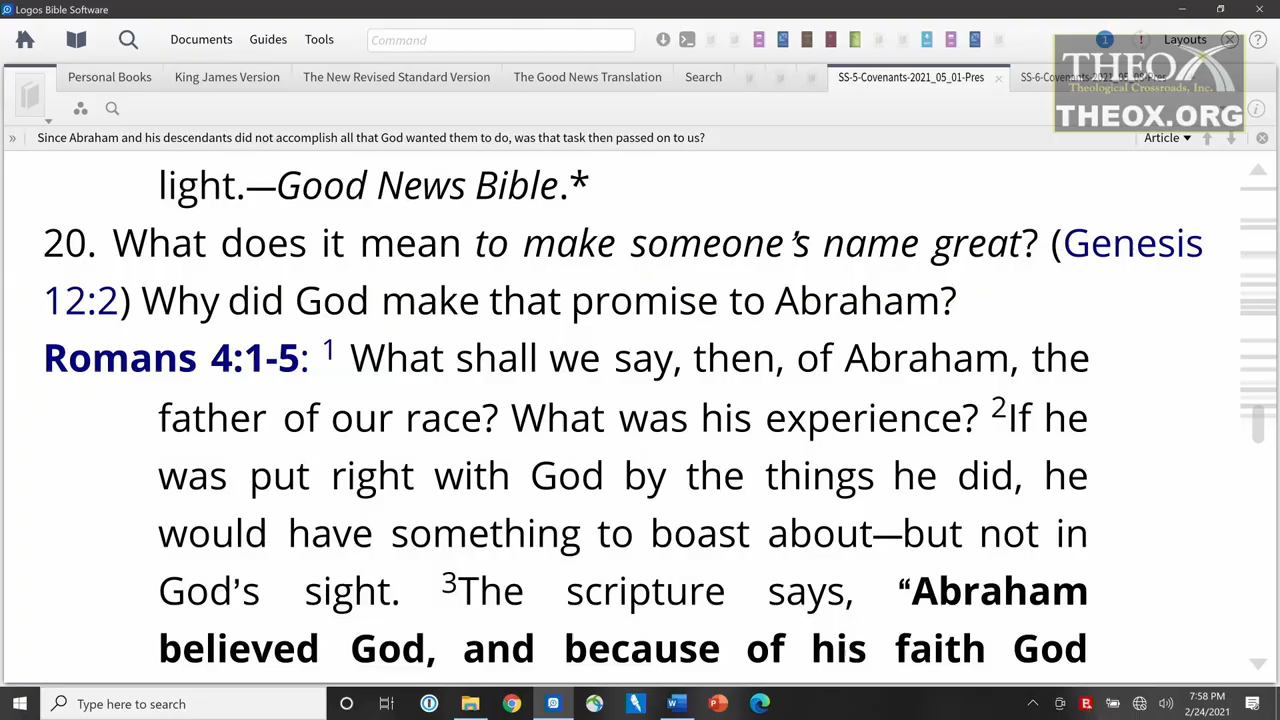 Logos Bible Software
Documents Guides Tools Command 1 ! Layouts ?
Personal Books King James Version The New Revised Standard Version The Good News Translation Search SS-5-Covenants-2021_05_01-Pres
THEOX
Theological Crossroads, Inc.
THEOX.ORG
» Since Abraham and his descendants did not accomplish all that God wanted them to do, was that task then passed on to us? Article
light.—Good News Bible.*
20. What does it mean to make someone’s name great? (Genesis
12:2) Why did God make that promise to Abraham?
Romans 4:1-5: 1 What shall we say, then, of Abraham, the
father of our race? What was his experience? 2If he
was put right with God by the things he did, he
would have something to boast about—but not in
God’s sight. 3The scripture says, “Abraham
believed God, and because of his faith God
Type here to search
7:58 PM
2/24/2021